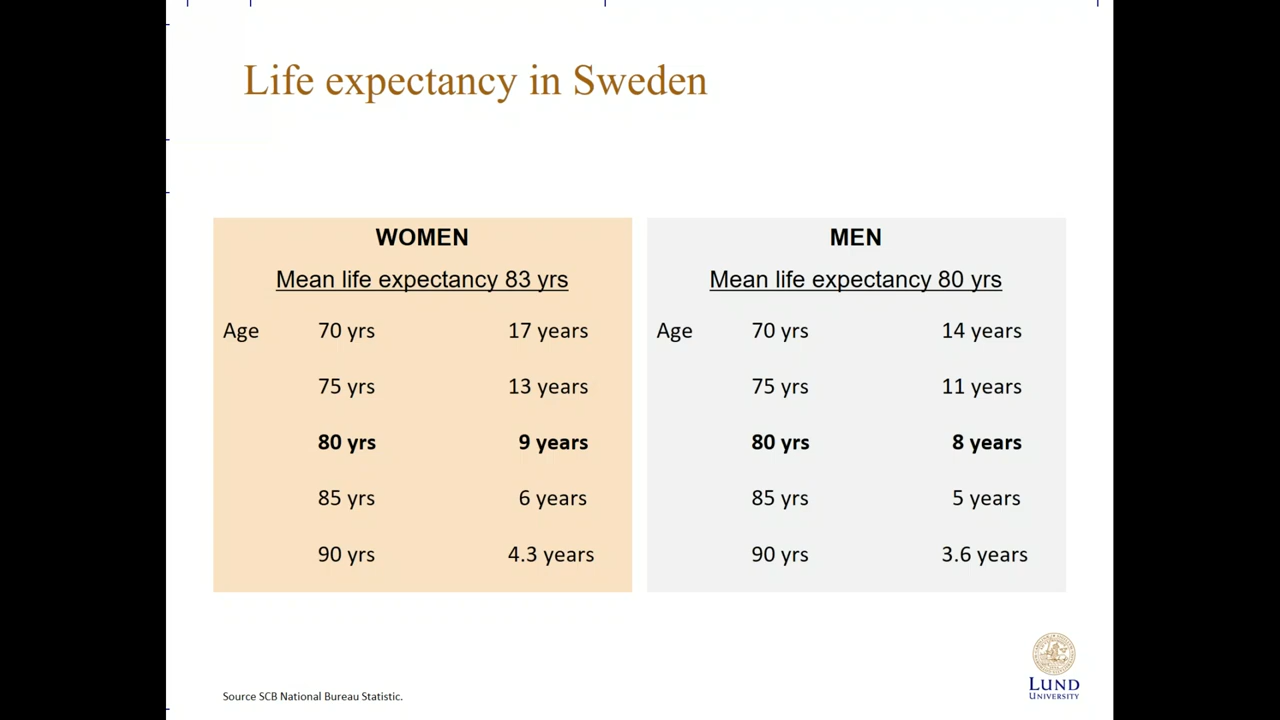 Life expectancy in Sweden
WOMEN
Mean life expectancy 83 yrs
Age 70 yrs 17 years
75 yrs 13 years
80 yrs 9 years
85 yrs 6 years
90 yrs 4.3 years
MEN
Mean life expectancy 80 yrs
Age 70 yrs 14 years
75 yrs 11 years
80 yrs 8 years
85 yrs 5 years
90 yrs 3.6 years
LUND
UNIVERSITY
Source SCB National Bureau Statistic.